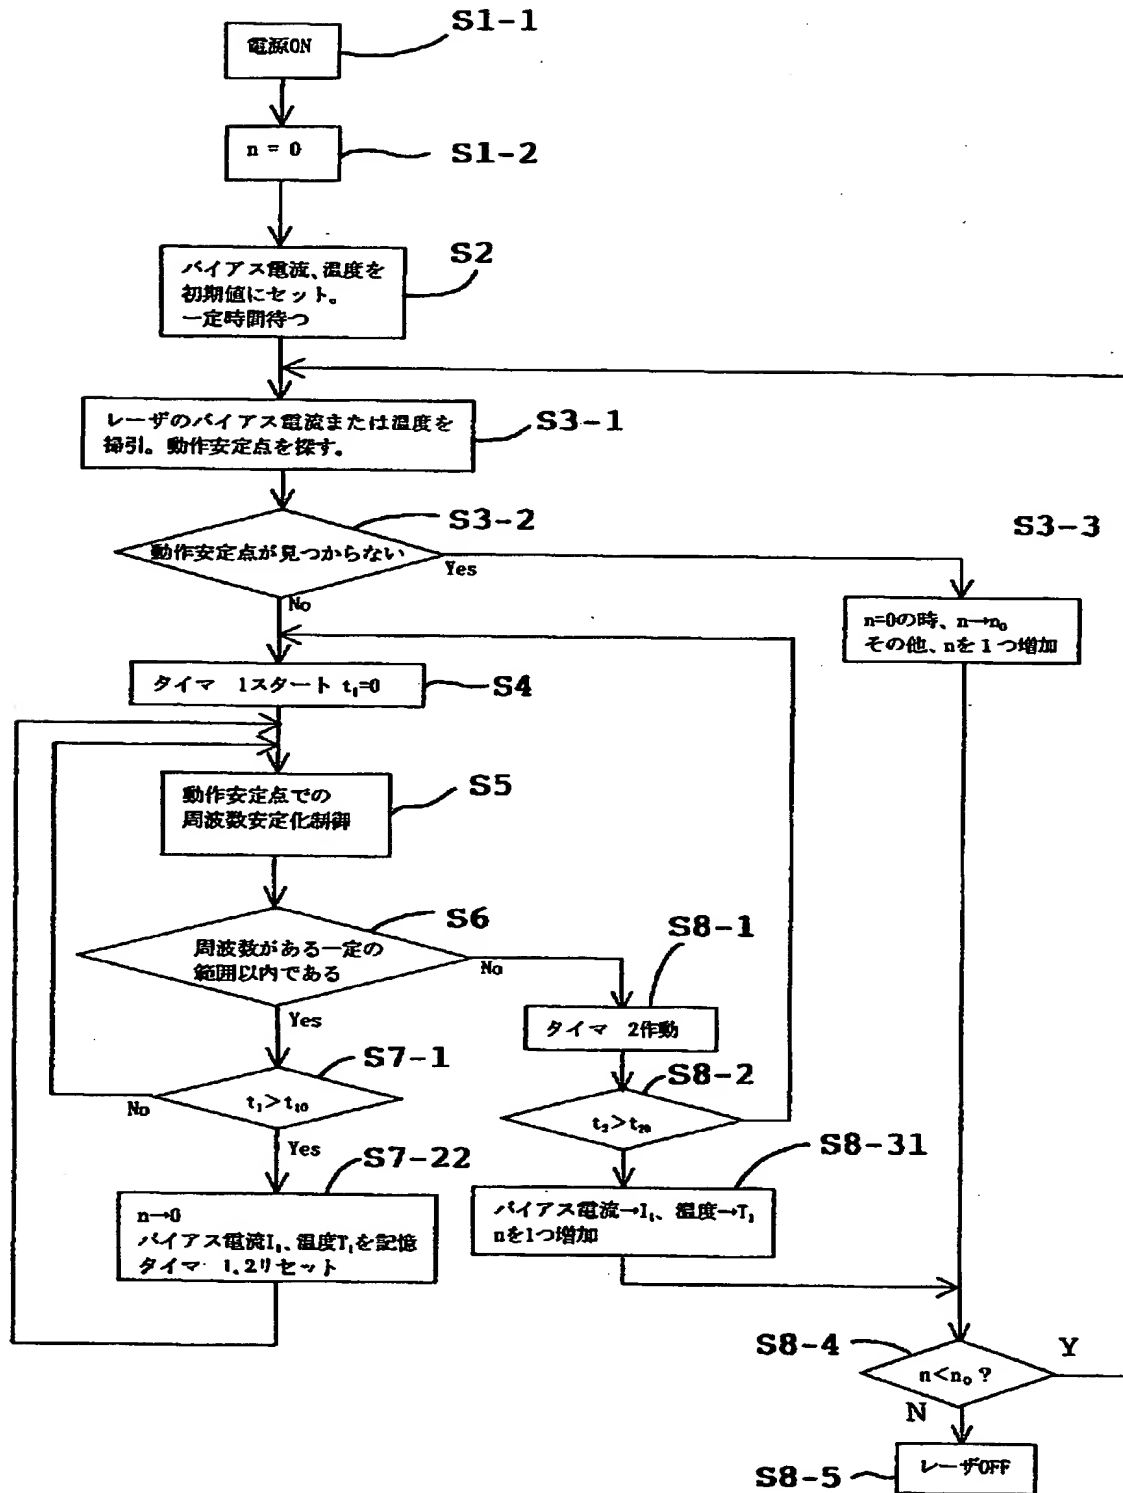 S1-1
電源ON
n = 0
S1-2
S2
バイアス電流、温度を
初期値にセット。
一定時間待つ
レーザのバイアス電流または温度を
掃引。動作安定点を探す。
S3-1
S3-2
動作安定点が見つからない
Yes
No
S3-3
n=0の時、n→n₀
その他、nを1つ増加
タイマ 1スタート t₁=0
S4
動作安定点での
周波数安定化制御
S5
S6
周波数がある一定の
範囲以内である
No
Yes
S8-1
タイマ 2作動
S7-1
t₁>t₁₀
No
Yes
S8-2
t₂>t₂₀
S7-22
n→0
バイアス電流I₁、温度T₁を記憶
タイマ 1,2リセット
S8-31
バイアス電流→I₁、温度→T₁
nを1つ増加
S8-4
n<n₀?
Y
N
S8-5
レーザOFF